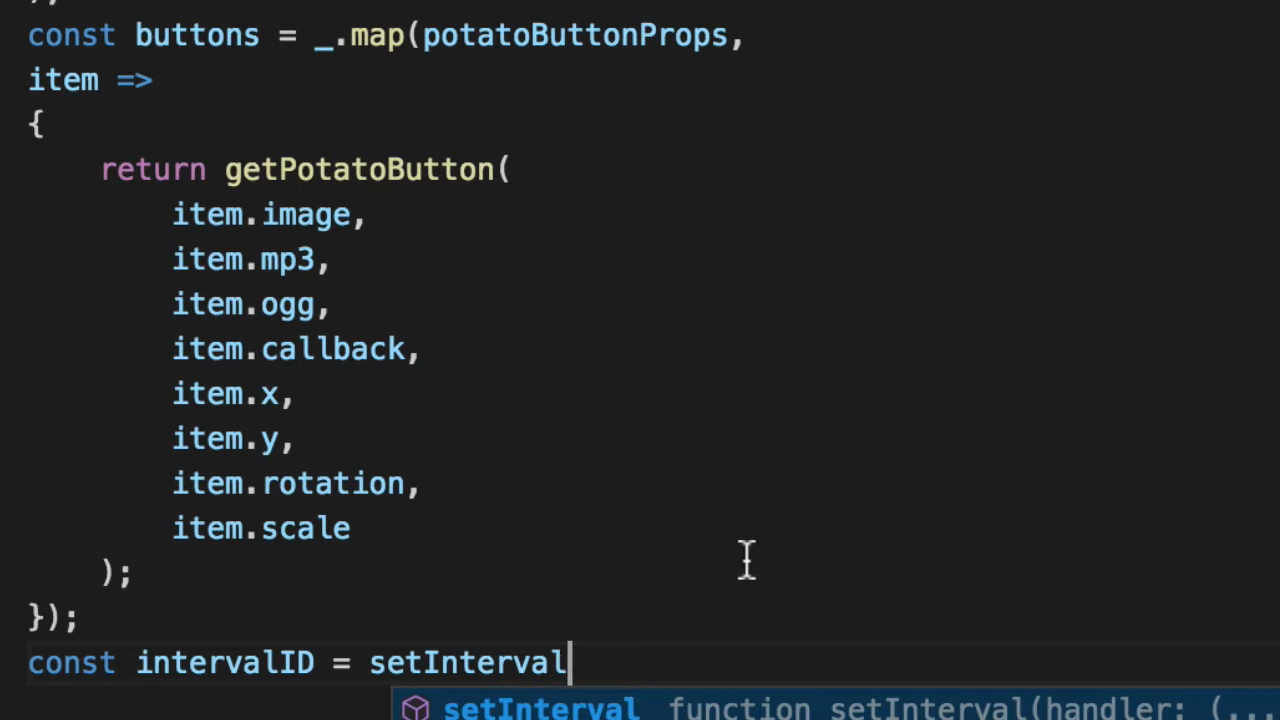 );
const buttons = _.map(potatoButtonProps,
item =>
{
    return getPotatoButton(
        item.image,
        item.mp3,
        item.ogg,
        item.callback,
        item.x,
        item.y,
        item.rotation,
        item.scale
    );
});
const intervalID = setInterval
setInterval function setInterval(handler: (...